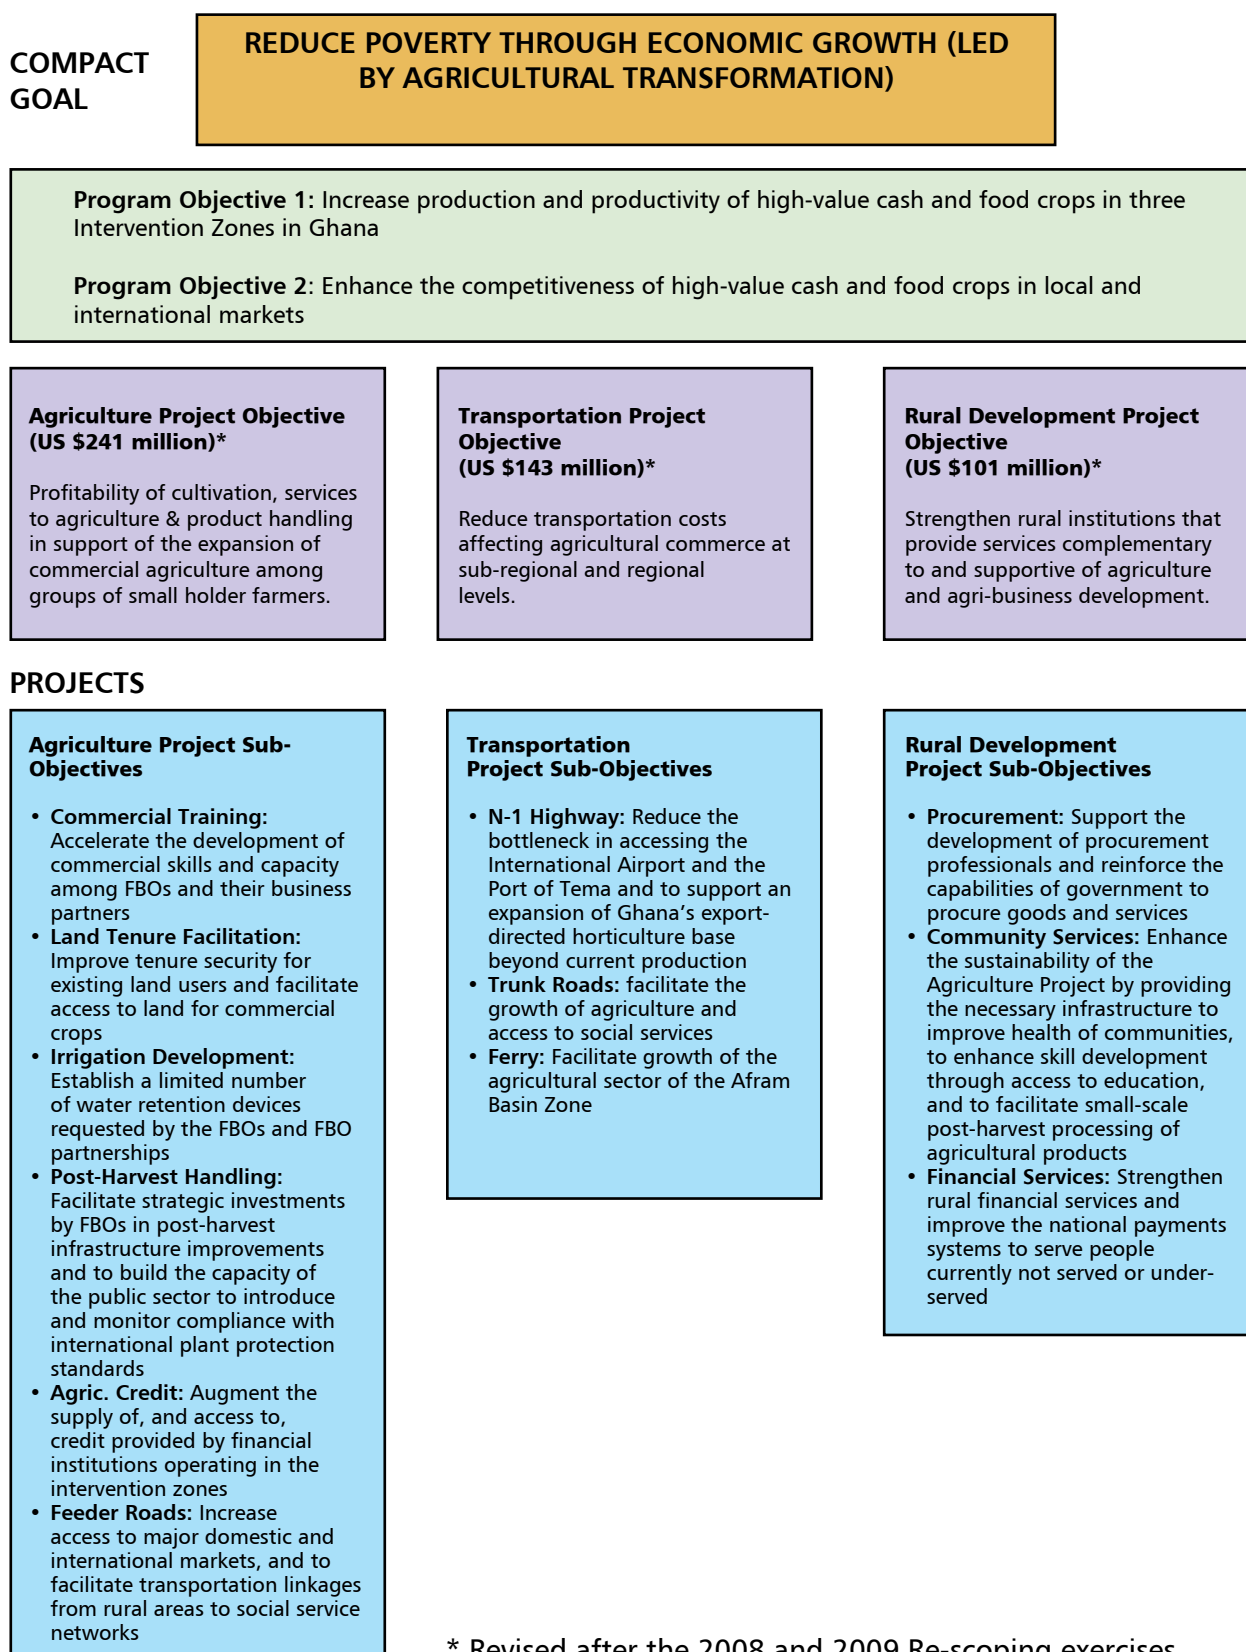 COMPACT
GOAL
REDUCE POVERTY THROUGH ECONOMIC GROWTH (LED
BY AGRICULTURAL TRANSFORMATION)
Program Objective 1: Increase production and productivity of high-value cash and food crops in three
Intervention Zones in Ghana
Program Objective 2: Enhance the competitiveness of high-value cash and food crops in local and
international markets
Agriculture Project Objective
(US $241 million)*
Profitability of cultivation, services
to agriculture & product handling
in support of the expansion of
commercial agriculture among
groups of small holder farmers.
Transportation Project
Objective
(US $143 million)*
Reduce transportation costs
affecting agricultural commerce at
sub-regional and regional
levels.
Rural Development Project
Objective
(US $101 million)*
Strengthen rural institutions that
provide services complementary
to and supportive of agriculture
and agri-business development.
PROJECTS
Agriculture Project Sub-
Objectives
• Commercial Training:
Accelerate the development of
commercial skills and capacity
among FBOs and their business
partners
• Land Tenure Facilitation:
Improve tenure security for
existing land users and facilitate
access to land for commercial
crops
• Irrigation Development:
Establish a limited number
of water retention devices
requested by the FBOs and FBO
partnerships
• Post-Harvest Handling:
Facilitate strategic investments
by FBOs in post-harvest
infrastructure improvements
and to build the capacity of
the public sector to introduce
and monitor compliance with
international plant protection
standards
• Agric. Credit: Augment the
supply of, and access to,
credit provided by financial
institutions operating in the
intervention zones
• Feeder Roads: Increase
access to major domestic and
international markets, and to
facilitate transportation linkages
from rural areas to social service
networks
Transportation
Project Sub-Objectives
• N-1 Highway: Reduce the
bottleneck in accessing the
International Airport and the
Port of Tema and to support an
expansion of Ghana’s export-
directed horticulture base
beyond current production
• Trunk Roads: facilitate the
growth of agriculture and
access to social services
• Ferry: Facilitate growth of the
agricultural sector of the Afram
Basin Zone
Rural Development
Project Sub-Objectives
• Procurement: Support the
development of procurement
professionals and reinforce the
capabilities of government to
procure goods and services
• Community Services: Enhance
the sustainability of the
Agriculture Project by providing
the necessary infrastructure to
improve health of communities,
to enhance skill development
through access to education,
and to facilitate small-scale
post-harvest processing of
agricultural products
• Financial Services: Strengthen
rural financial services and
improve the national payments
systems to serve people
currently not served or under-
served
* Revised after the 2008 and 2009 Re-scoping exercises